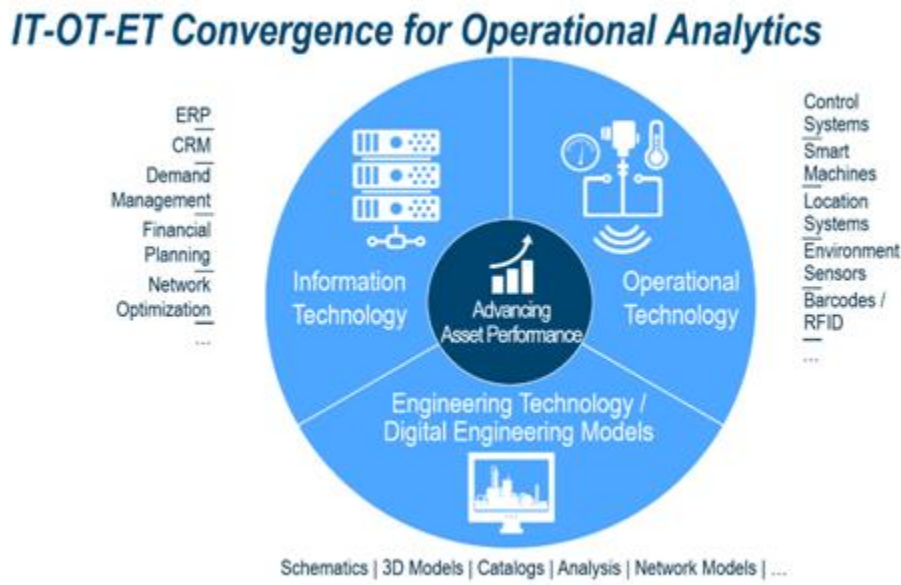 IT-OT-ET Convergence for Operational Analytics
ERP
CRM
Demand
Management
Financial
Planning
Network
Optimization
...
Information
Technology
Advancing
Asset Performance
Operational
Technology
Control
Systems
Smart
Machines
Location
Systems
Environment
Sensors
Barcodes /
RFID
...
Engineering Technology /
Digital Engineering Models
Schematics | 3D Models | Catalogs | Analysis | Network Models | ...